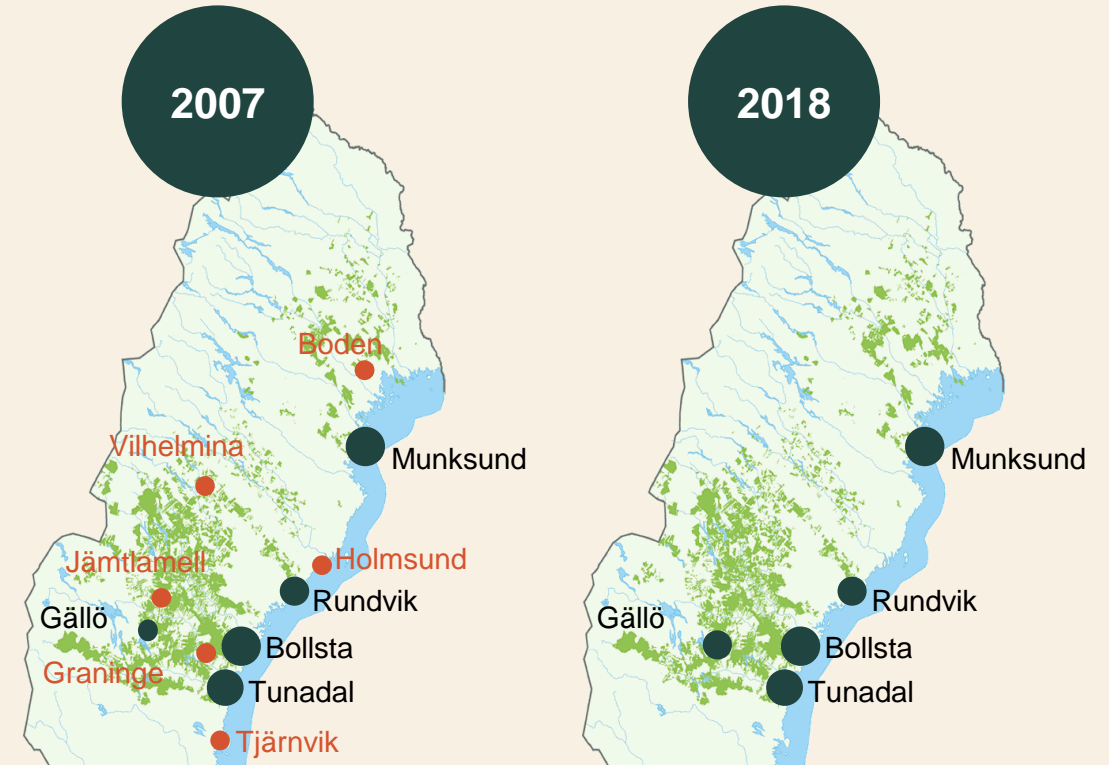 2007
Boden
Vilhelmina
Munksund
Jämtlamell
Holmsund
Gällö
Rundvik
Bollsta
Graninge
Tunadal
Tjärnvik
2018
Munksund
Gällö
Rundvik
Bollsta
Tunadal